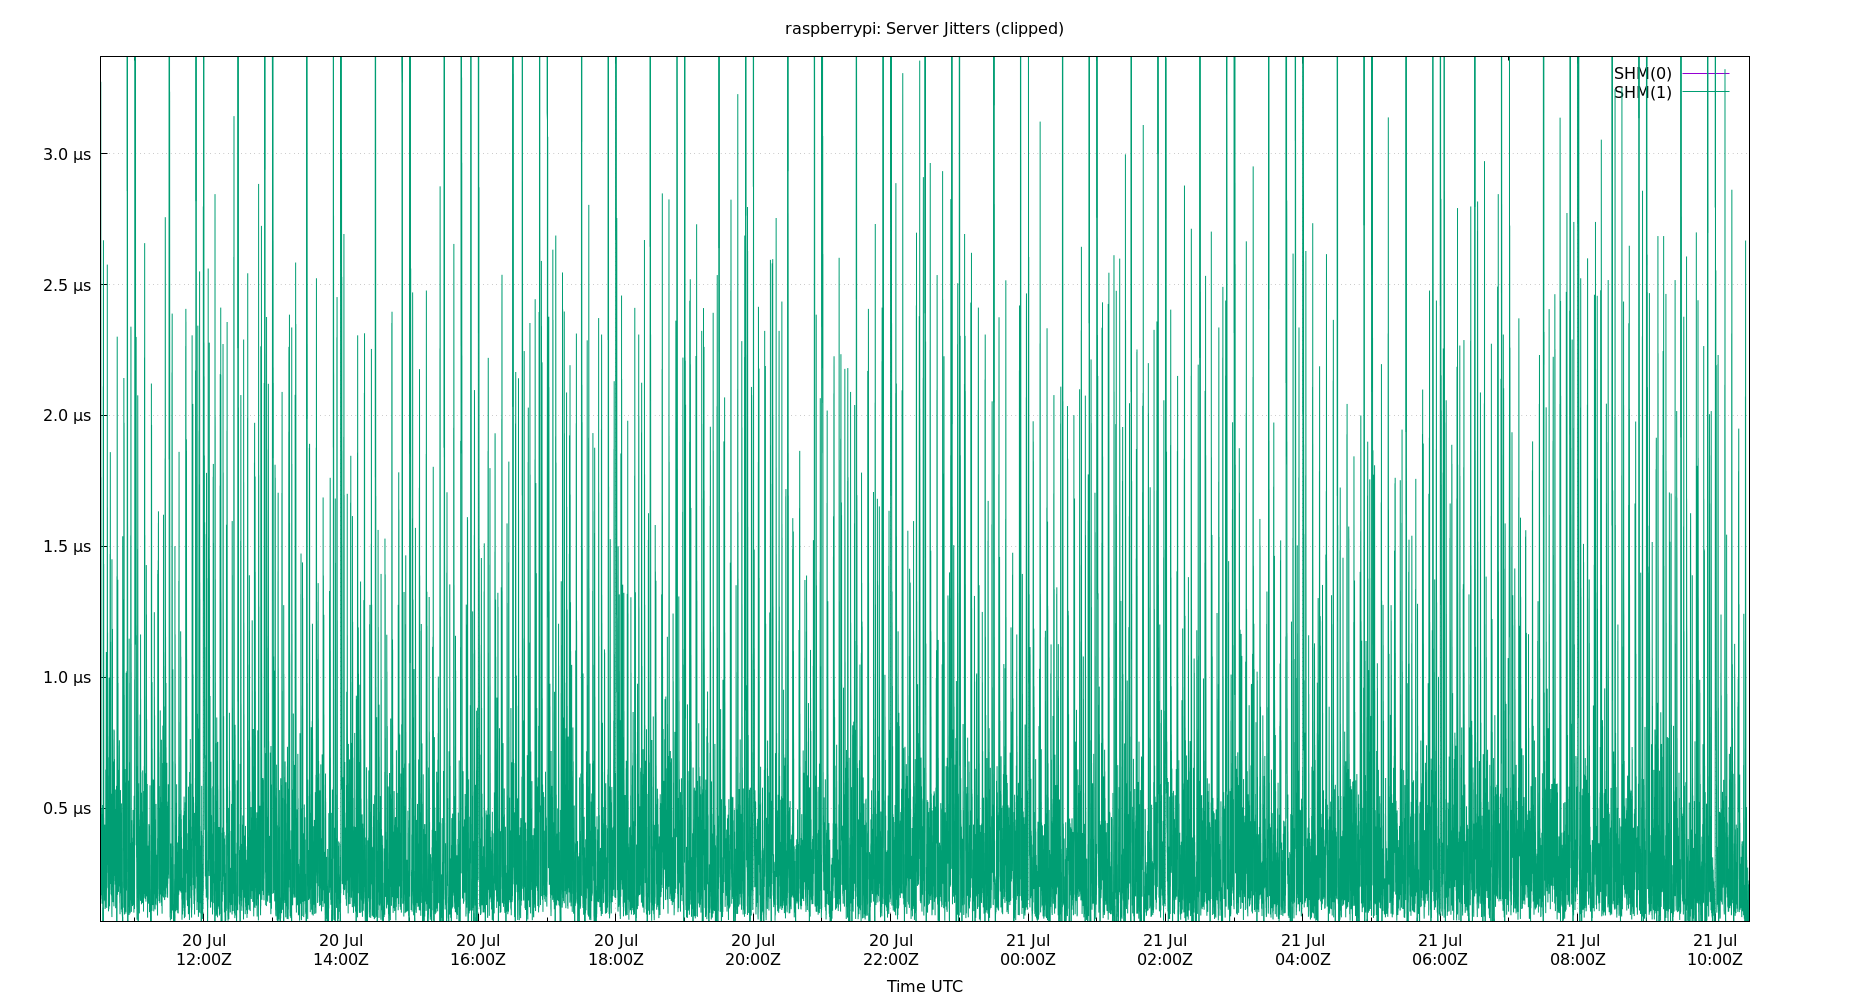 raspberrypi: Server Jitters (clipped)
SHM(0)
SHM(1)
3.0 µs
2.5 µs
2.0 µs
1.5 µs
1.0 µs
0.5 µs
20 Jul 20 Jul 20 Jul 20 Jul 20 Jul 20 Jul 21 Jul 21 Jul 21 Jul 21 Jul 21 Jul 21 Jul
12:00Z 14:00Z 16:00Z 18:00Z 20:00Z 22:00Z 00:00Z 02:00Z 04:00Z 06:00Z 08:00Z 10:00Z
Time UTC